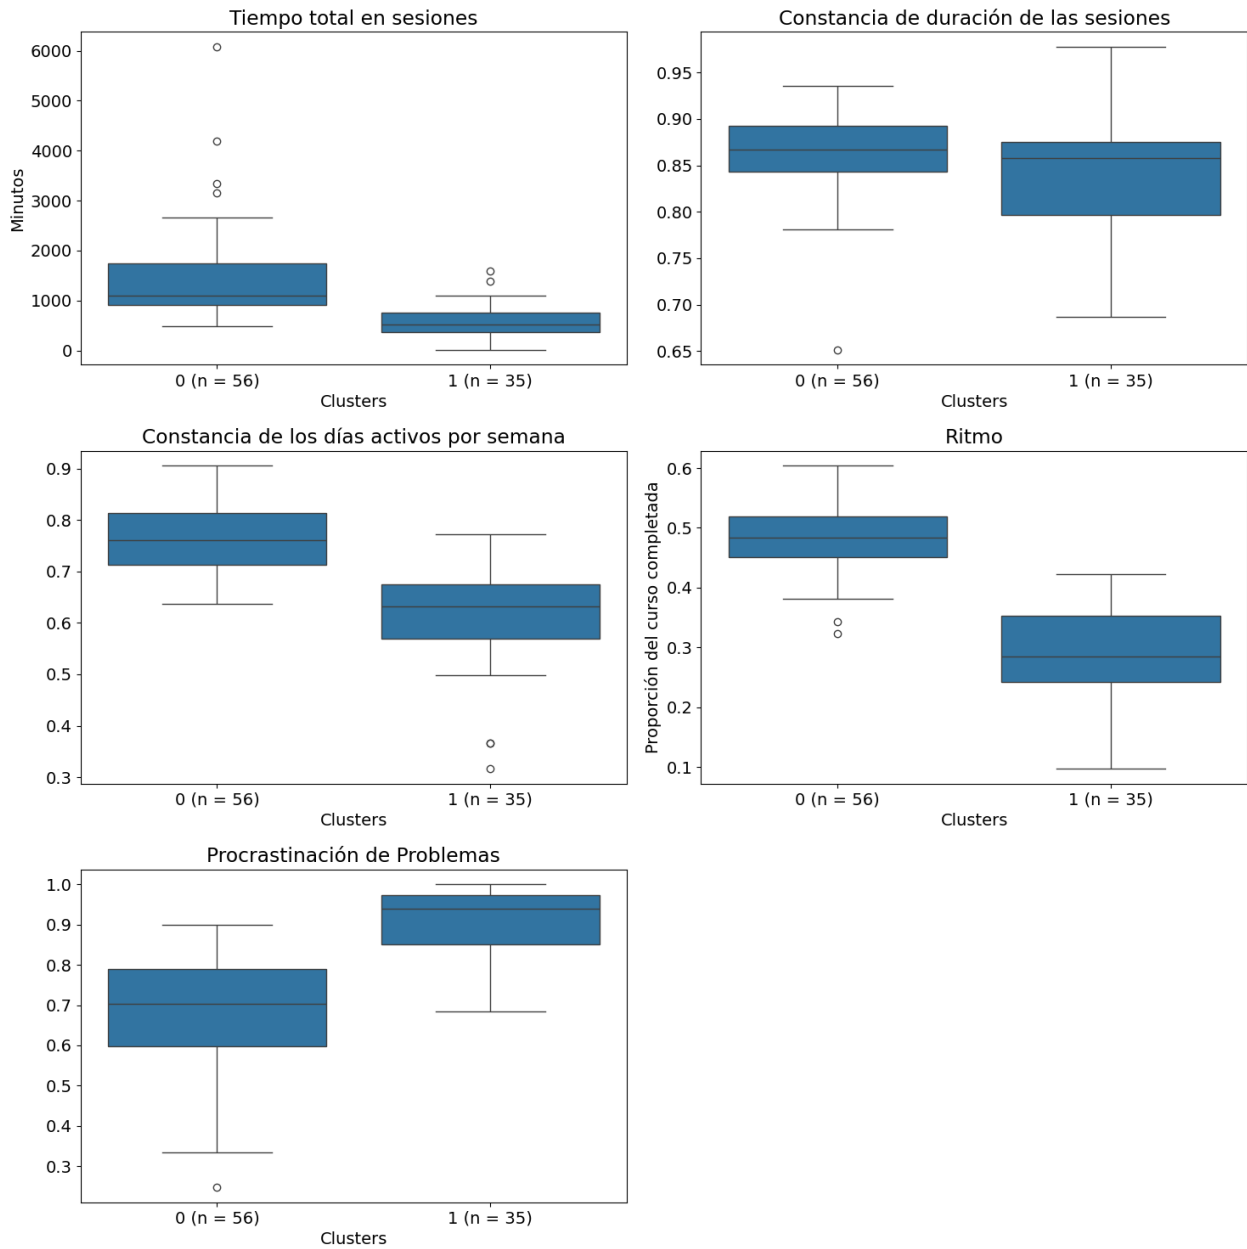 Tiempo total en sesiones
6000
5000
4000
3000
2000
1000
0
Minutos
0 (n = 56)
1 (n = 35)
Clusters
Constancia de duración de las sesiones
0.95
0.90
0.85
0.80
0.75
0.70
0.65
0 (n = 56)
1 (n = 35)
Clusters
Constancia de los días activos por semana
0.9
0.8
0.7
0.6
0.5
0.4
0.3
0 (n = 56)
1 (n = 35)
Clusters
Ritmo
0.6
0.5
0.4
0.3
0.2
0.1
Proporción del curso completada
0 (n = 56)
1 (n = 35)
Clusters
Procrastinación de Problemas
1.0
0.9
0.8
0.7
0.6
0.5
0.4
0.3
0 (n = 56)
1 (n = 35)
Clusters